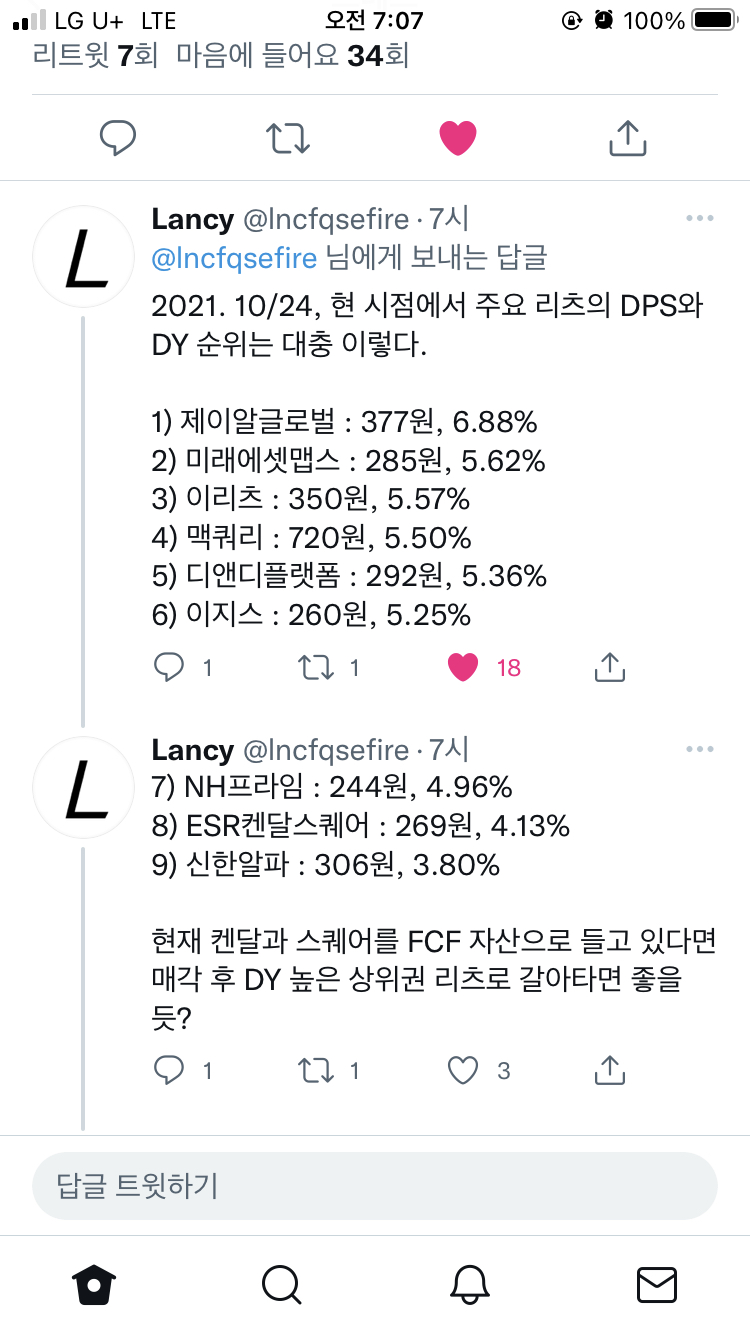 LG U+ LTE 오전 7:07 100%
리트윗 7회 마음에 들어요 34회
Lancy @lncfqsefire · 7시
@lncfqsefire 님에게 보내는 답글
2021. 10/24, 현 시점에서 주요 리츠의 DPS와
DY 순위는 대충 이렇다.
1) 제이알글로벌 : 377원, 6.88%
2) 미래에셋맵스 : 285원, 5.62%
3) 이리츠 : 350원, 5.57%
4) 맥쿼리 : 720원, 5.50%
5) 디앤디플랫폼 : 292원, 5.36%
6) 이지스 : 260원, 5.25%
1 1 18
Lancy @lncfqsefire · 7시
7) NH프라임 : 244원, 4.96%
8) ESR켄달스퀘어 : 269원, 4.13%
9) 신한알파 : 306원, 3.80%
현재 켄달과 스퀘어를 FCF 자산으로 들고 있다면
매각 후 DY 높은 상위권 리츠로 갈아타면 좋을
듯?
1 1 3
답글 트윗하기